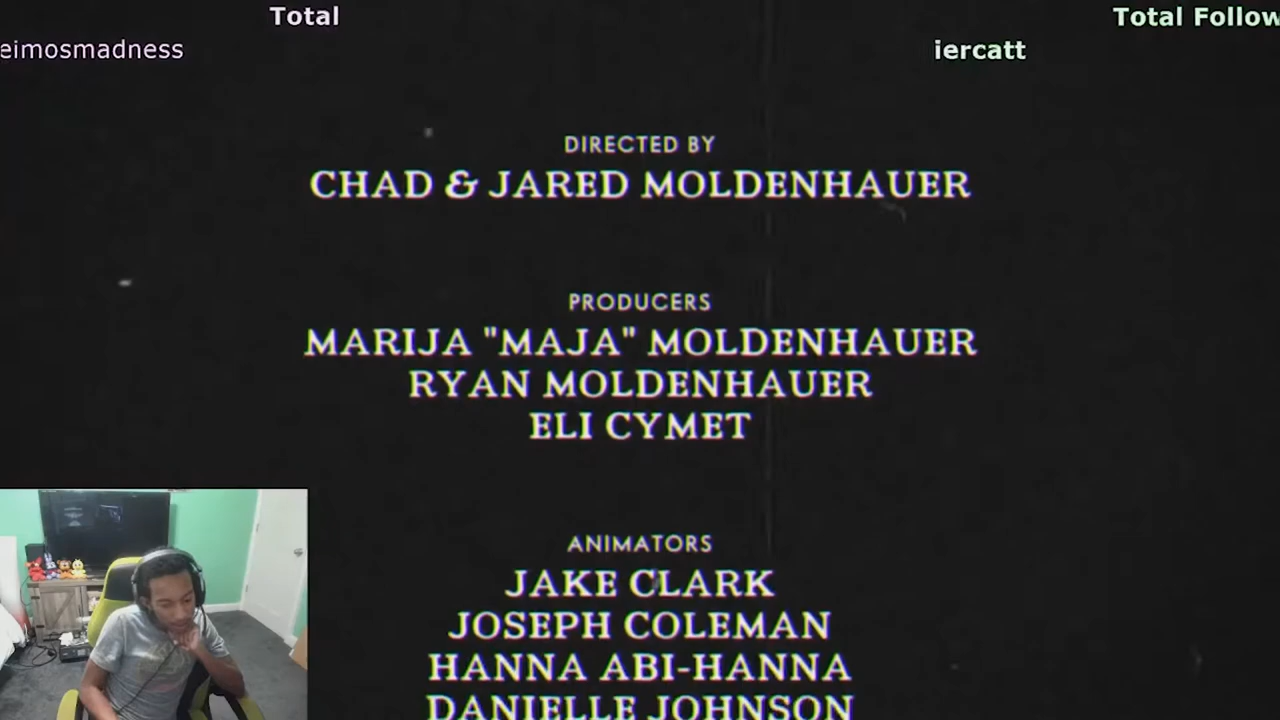 Total
Total Follow
eimosmadness
iercatt
DIRECTED BY
CHAD & JARED MOLDENHAUER
PRODUCERS
MARIJA "MAJA" MOLDENHAUER
RYAN MOLDENHAUER
ELI CYMET
ANIMATORS
JAKE CLARK
JOSEPH COLEMAN
HANNA ABI-HANNA
DANIELLE JOHNSON